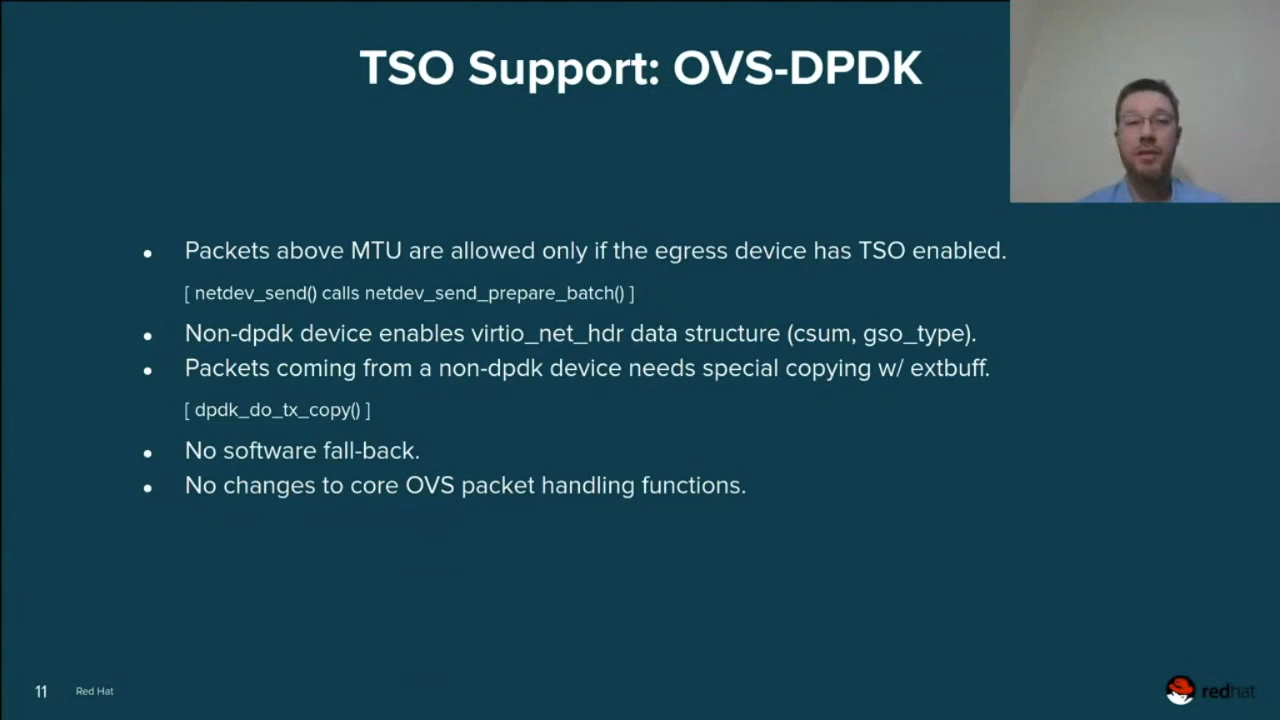 TSO Support: OVS-DPDK
Packets above MTU are allowed only if the egress device has TSO enabled.
[ netdev_send() calls netdev_send_prepare_batch() ]
Non-dpdk device enables virtio_net_hdr data structure (csum, gso_type).
Packets coming from a non-dpdk device needs special copying w/ extbuff.
[ dpdk_do_tx_copy() ]
No software fall-back.
No changes to core OVS packet handling functions.
11 Red Hat
redhat